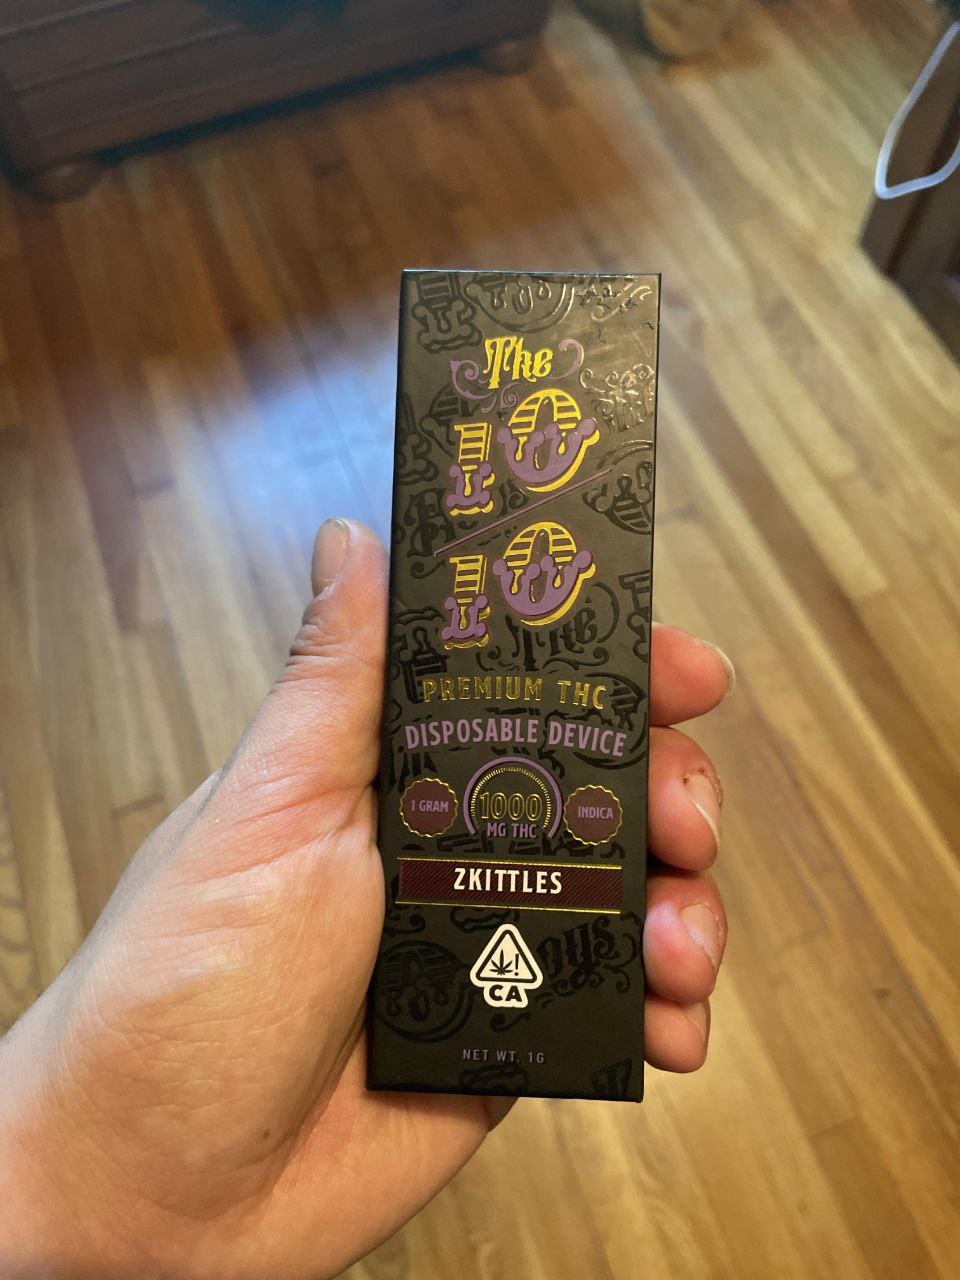 The
10
10
PREMIUM THC
DISPOSABLE DEVICE
1 GRAM
1000
MG THC
INDICA
ZKITTLES
!
CA
NET WT. 1G